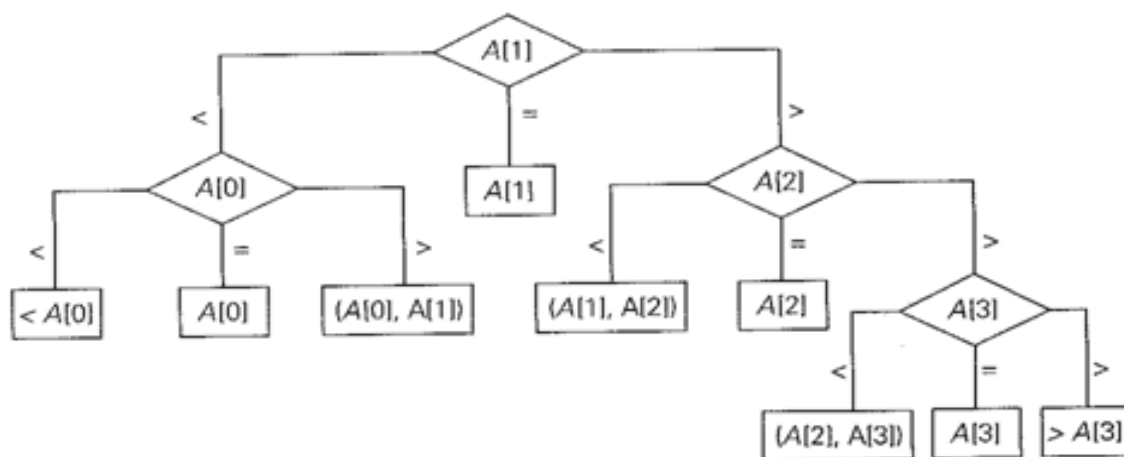 A[1]
< = >
A[0] A[1] A[2]
< = > < = >
< A[0] A[0] (A[0], A[1]) (A[1], A[2]) A[2] A[3]
< = >
(A[2], A[3]) A[3] > A[3]